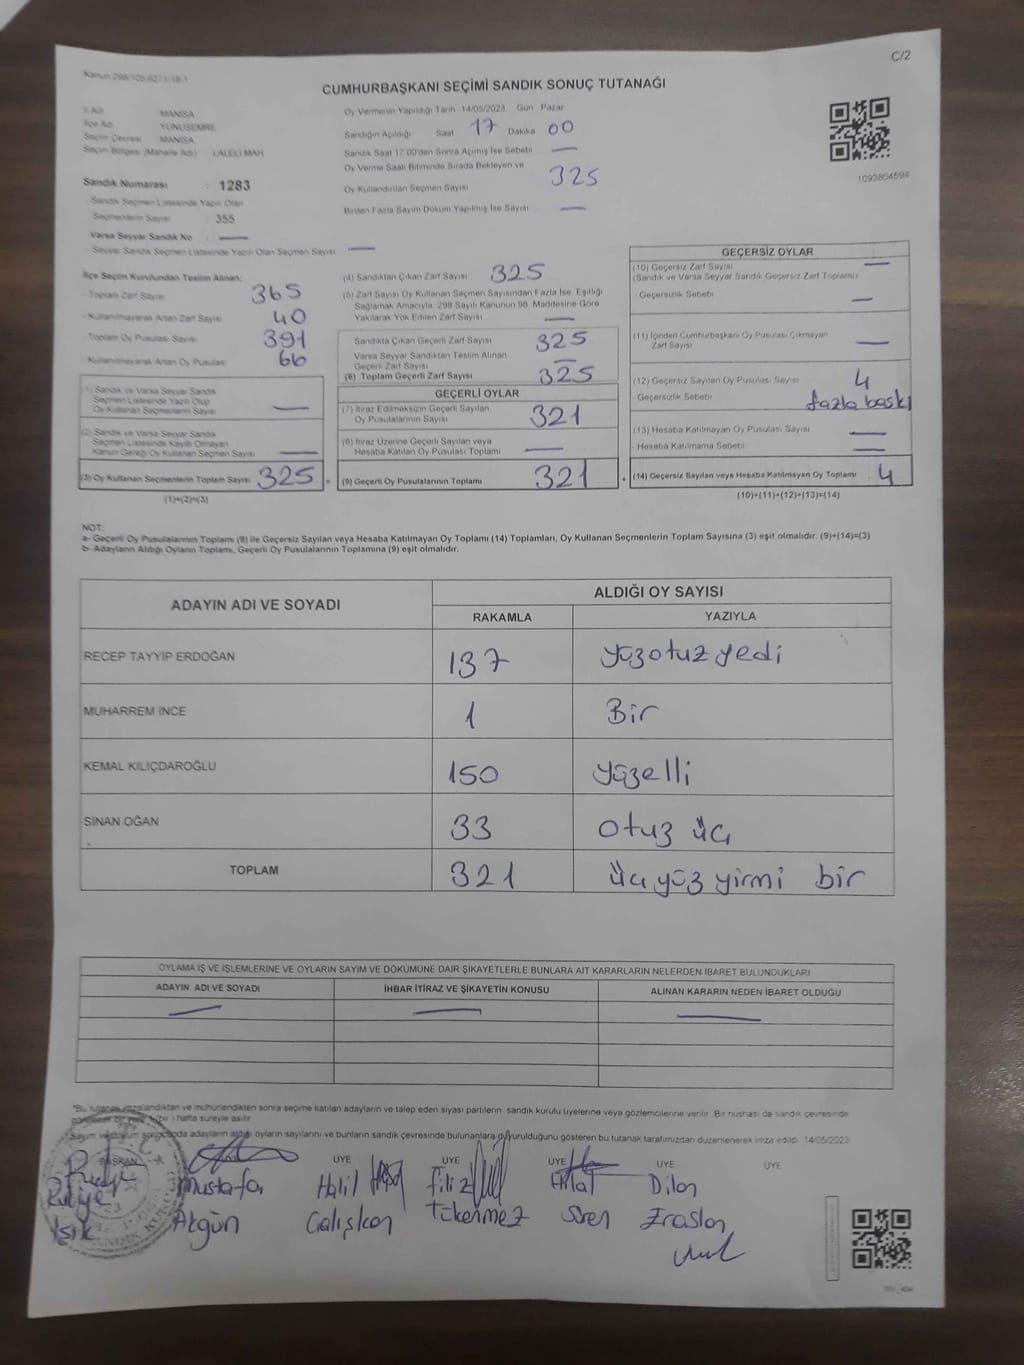 C/2
Kanun:298/105,6271/18-1
CUMHURBAŞKANI SEÇİMİ SANDIK SONUÇ TUTANAĞI
İl Adı : MANİSA
İlçe Adı : YUNUSEMRE
Seçim Çevresi : MANİSA
Seçim Bölgesi (Mahalle Adı) : LALELİ MAH
Sandık Numarası : 1283
Sandık Seçmen Listesinde Yazılı Olan
Seçmenlerin Sayısı : 355
Varsa Seyyar Sandık No : —
Seyyar Sandık Seçmen Listesinde Yazılı Olan Seçmen Sayısı —
Oy Vermenin Yapıldığı Tarih 14/05/2023 Gün Pazar
Sandığın Açıldığı Saat 17 Dakika 00
Sandık Saat 17.00'den Sonra Açılmış İse Sebebi —
Oy Verme Saati Bitiminde Sırada Bekleyen ve
Oy Kullandırılan Seçmen Sayısı 325
Birden Fazla Sayım Döküm Yapılmış İse Sayısı —
1093804694
İlçe Seçim Kurulundan Teslim Alınan;
- Toplam Zarf Sayısı 365
- Kullanılmayarak Artan Zarf Sayısı 40
- Toplam Oy Pusulası Sayısı 391
- Kullanılmayarak Artan Oy Pusulası 66
(1) Sandık ve Varsa Seyyar Sandık
Seçmen Listesinde Yazılı Olup
Oy Kullanan Seçmenlerin Sayısı —
(2) Sandık ve Varsa Seyyar Sandık
Seçmen Listesinde Kayıtlı Olmayan
Kanun Gereği Oy Kullanan Seçmen Sayısı —
(3) Oy Kullanan Seçmenlerin Toplam Sayısı 325
(1)+(2)=(3)
(4) Sandıktan Çıkan Zarf Sayısı 325
(5) Zarf Sayısı Oy Kullanan Seçmen Sayısından Fazla İse, Eşitliği
Sağlamak Amacıyla, 298 Sayılı Kanunun 98. Maddesine Göre
Yakılarak Yok Edilen Zarf Sayısı —
Sandıkta Çıkan Geçerli Zarf Sayısı 325
Varsa Seyyar Sandıktan Teslim Alınan
Geçerli Zarf Sayısı —
(6) Toplam Geçerli Zarf Sayısı 325
GEÇERLİ OYLAR
(7) İtiraz Edilmeksizin Geçerli Sayılan
Oy Pusulalarının Sayısı 321
(8) İtiraz Üzerine Geçerli Sayılan veya
Hesaba Katılan Oy Pusulası Toplamı —
= (9) Geçerli Oy Pusulalarının Toplamı 321
GEÇERSİZ OYLAR
(10) Geçersiz Zarf Sayısı —
(Sandık ve Varsa Seyyar Sandık Geçersiz Zarf Toplamı)
- Geçersizlik Sebebi —
(11) İçinden Cumhurbaşkanı Oy Pusulası Çıkmayan
Zarf Sayısı —
(12) Geçersiz Sayılan Oy Pusulası Sayısı 4
- Geçersizlik Sebebi fazla baskı
(13) Hesaba Katılmayan Oy Pusulası Sayısı —
- Hesaba Katılmama Sebebi —
+ (14) Geçersiz Sayılan veya Hesaba Katılmayan Oy Toplamı 4
(10)+(11)+(12)+(13)=(14)
NOT:
a- Geçerli Oy Pusulalarının Toplamı (9) ile Geçersiz Sayılan veya Hesaba Katılmayan Oy Toplamı (14) Toplamları, Oy Kullanan Seçmenlerin Toplam Sayısına (3) eşit olmalıdır. (9)+(14)=(3)
b- Adayların Aldığı Oyların Toplamı, Geçerli Oy Pusulalarının Toplamına (9) eşit olmalıdır.
ADAYIN ADI VE SOYADI
ALDIĞI OY SAYISI
RAKAMLA YAZIYLA
RECEP TAYYİP ERDOĞAN 137 yüzotuzyedi
MUHARREM İNCE 1 Bir
KEMAL KILIÇDAROĞLU 150 yüzelli
SİNAN OĞAN 33 otuz üç
TOPLAM 321 üçyüz yirmi bir
OYLAMA İŞ VE İŞLEMLERİNE VE OYLARIN SAYIM VE DÖKÜMÜNE DAİR ŞİKAYETLERLE BUNLARA AİT KARARLARIN NELERDEN İBARET BULUNDUKLARI
ADAYIN ADI VE SOYADI İHBAR İTİRAZ VE ŞİKAYETİN KONUSU ALINAN KARARIN NEDEN İBARET OLDUĞU
— — —
*Bu tutanak imzalandıktan ve mühürlendikten sonra seçime katılan adayların ve talep eden siyasi partilerin sandık kurulu üyelerine veya gözlemcilerine verilir. Bir nüshası da sandık çevresinde
bir hafta süreyle asılır.
Sayım ve döküm sonucunda adayların aldığı oyların sayılarını ve bunların sandık çevresinde bulunanlara duyurulduğunu gösteren bu tutanak tarafımızdan düzenlenerek imza edildi. 14/05/2023
BAŞKAN ÜYE ÜYE ÜYE ÜYE ÜYE
Mustafa Halil Filiz Dilan
Işık Akgün Çalışkan Tükenmez Eraslan